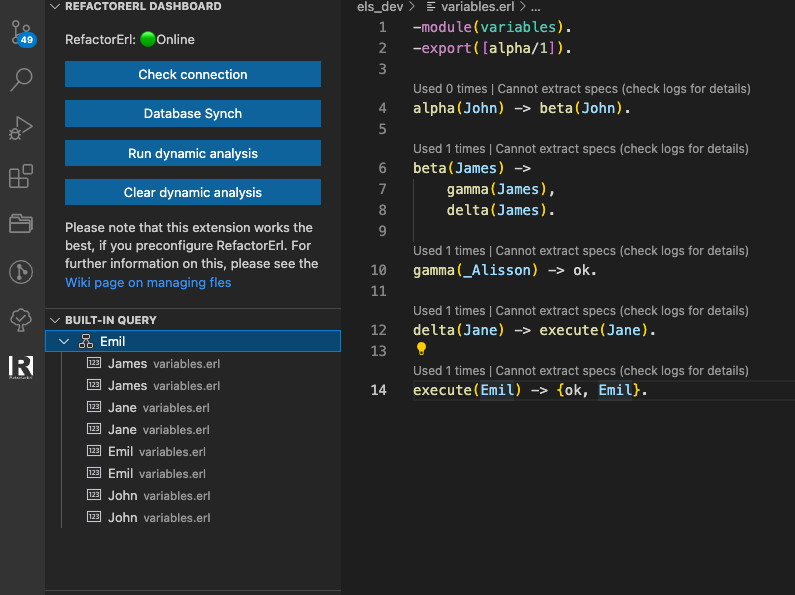 REFACTORERL DASHBOARD
49
RefactorErl: Online
Check connection
Database Synch
Run dynamic analysis
Clear dynamic analysis
Please note that this extension works the
best, if you preconfigure RefactorErl. For
further information on this, please see the
Wiki page on managing fles
BUILT-IN QUERY
Emil
James variables.erl
James variables.erl
Jane variables.erl
Jane variables.erl
Emil variables.erl
Emil variables.erl
John variables.erl
John variables.erl
els_dev > variables.erl > ...
1 -module(variables).
2 -export([alpha/1]).
3
Used 0 times | Cannot extract specs (check logs for details)
4 alpha(John) -> beta(John).
5
Used 1 times | Cannot extract specs (check logs for details)
6 beta(James) ->
7 gamma(James),
8 delta(James).
9
Used 1 times | Cannot extract specs (check logs for details)
10 gamma(_Alisson) -> ok.
11
Used 1 times | Cannot extract specs (check logs for details)
12 delta(Jane) -> execute(Jane).
13
Used 1 times | Cannot extract specs (check logs for details)
14 execute(Emil) -> {ok, Emil}.